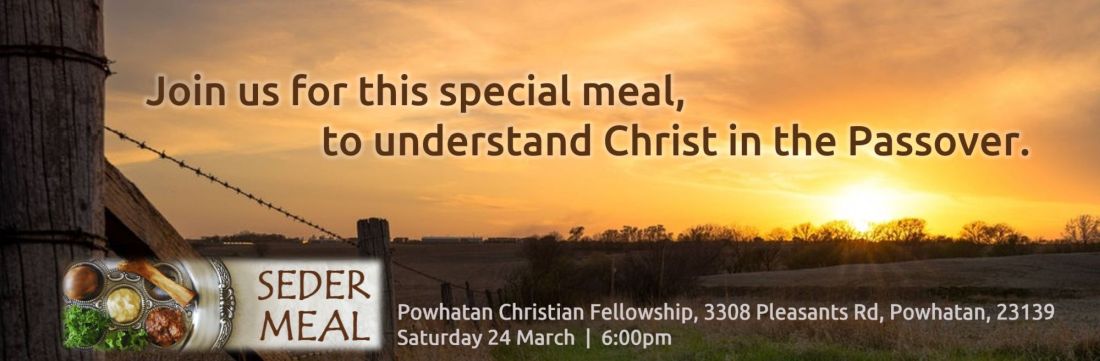 Join us for this special meal,
to understand Christ in the Passover.
SEDER
MEAL
Powhatan Christian Fellowship, 3308 Pleasants Rd, Powhatan, 23139
Saturday 24 March | 6:00pm